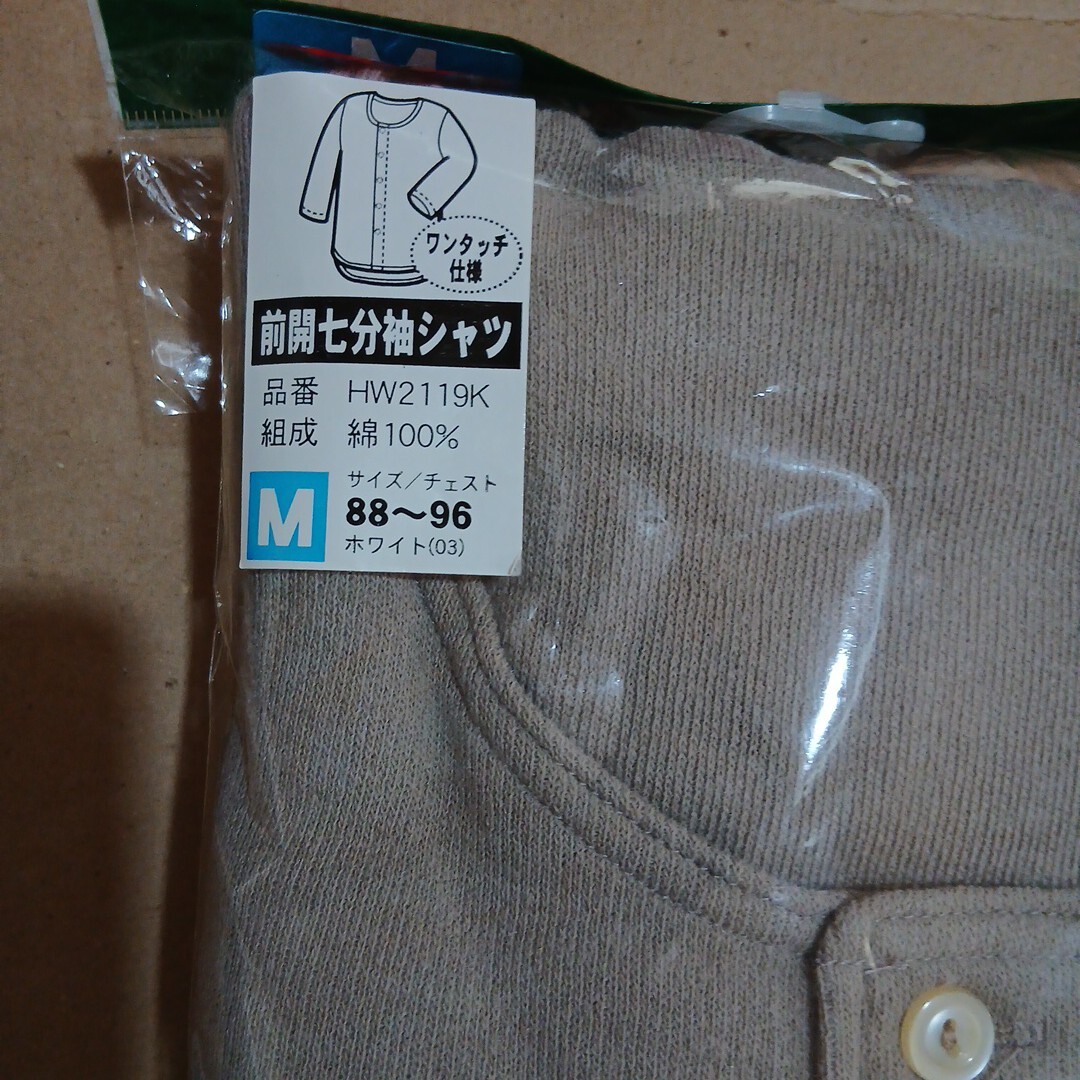 M
ワンタッチ
仕様
前開七分袖シャツ
品番 HW2119K
組成 綿100%
M
サイズ/チェスト
88〜96
ホワイト(03)